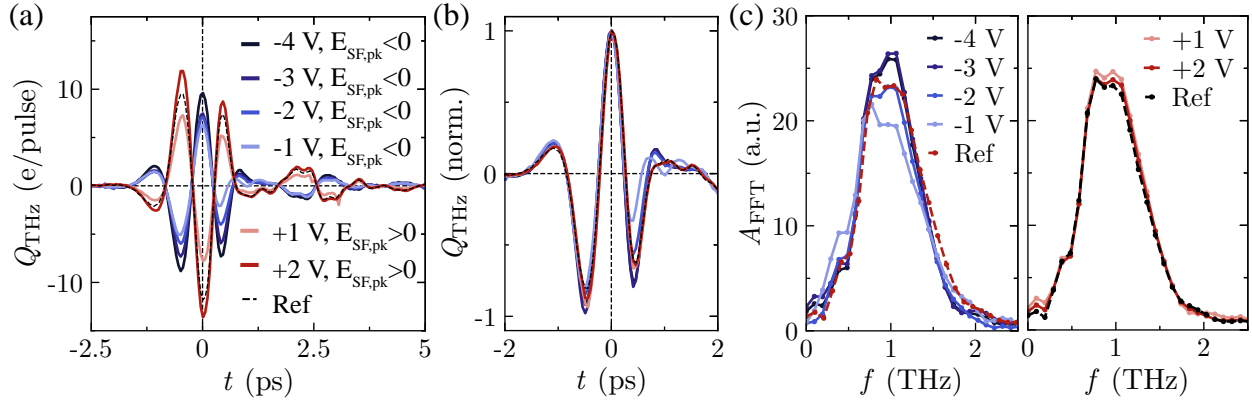 (a)
Q_THz (e/pulse)
10
0
-10
-2.5
0
2.5
5
t (ps)
-4 V, E_SF,pk<0
-3 V, E_SF,pk<0
-2 V, E_SF,pk<0
-1 V, E_SF,pk<0
+1 V, E_SF,pk>0
+2 V, E_SF,pk>0
Ref
(b)
Q_THz (norm.)
1
0
-1
-2
0
2
t (ps)
(c)
A_FFT (a.u.)
30
20
10
0
0
1
2
f (THz)
-4 V
-3 V
-2 V
-1 V
Ref
0
1
2
f (THz)
+1 V
+2 V
Ref